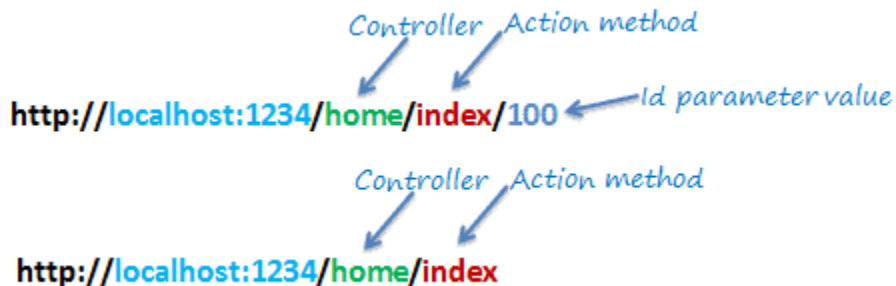 Controller Action method
http://localhost:1234/home/index/100
Id parameter value
Controller Action method
http://localhost:1234/home/index